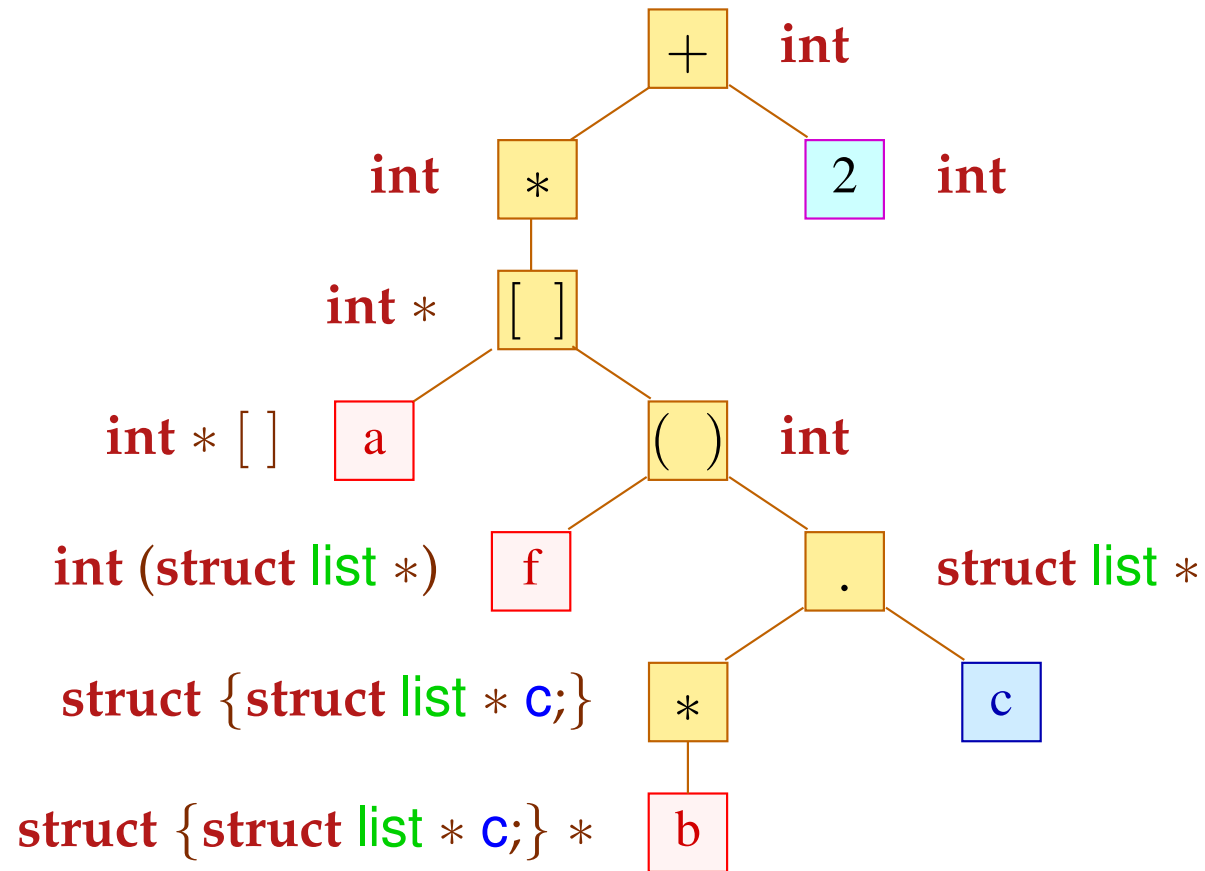 + int
int * 2 int
int * [ ]
int * [ ] a ( ) int
int (struct list *) f . struct list *
struct {struct list * c;} * c
struct {struct list * c;} * b